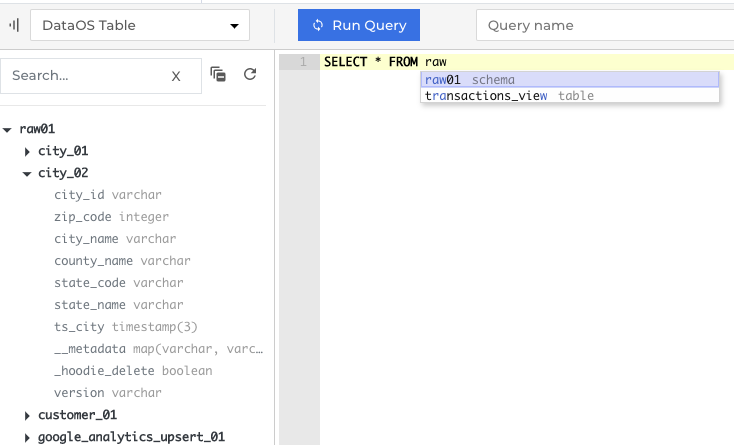 DataOS Table
Run Query
Query name
Search...
X
1 SELECT * FROM raw
raw01 schema
transactions_view table
raw01
city_01
city_02
city_id varchar
zip_code integer
city_name varchar
county_name varchar
state_code varchar
state_name varchar
ts_city timestamp(3)
__metadata map(varchar, varc…
_hoodie_delete boolean
version varchar
customer_01
google_analytics_upsert_01